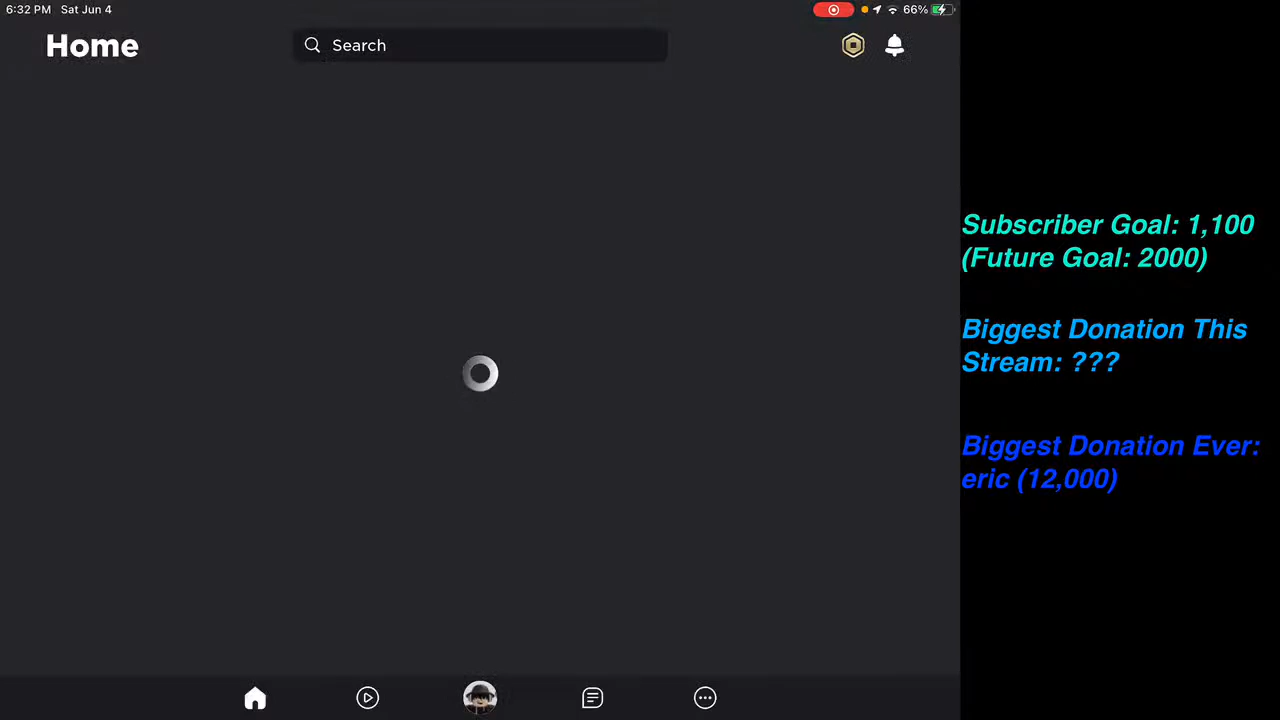 6:32 PM Sat Jun 4
66%
Home
Search
Subscriber Goal: 1,100
(Future Goal: 2000)
Biggest Donation This
Stream: ???
Biggest Donation Ever:
eric (12,000)